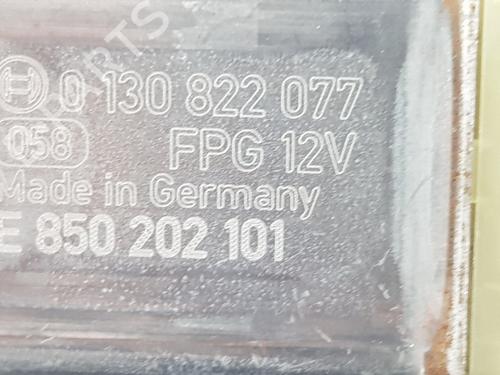 0 130 822 077
058 FPG 12V
Made in Germany
E 850 202 101